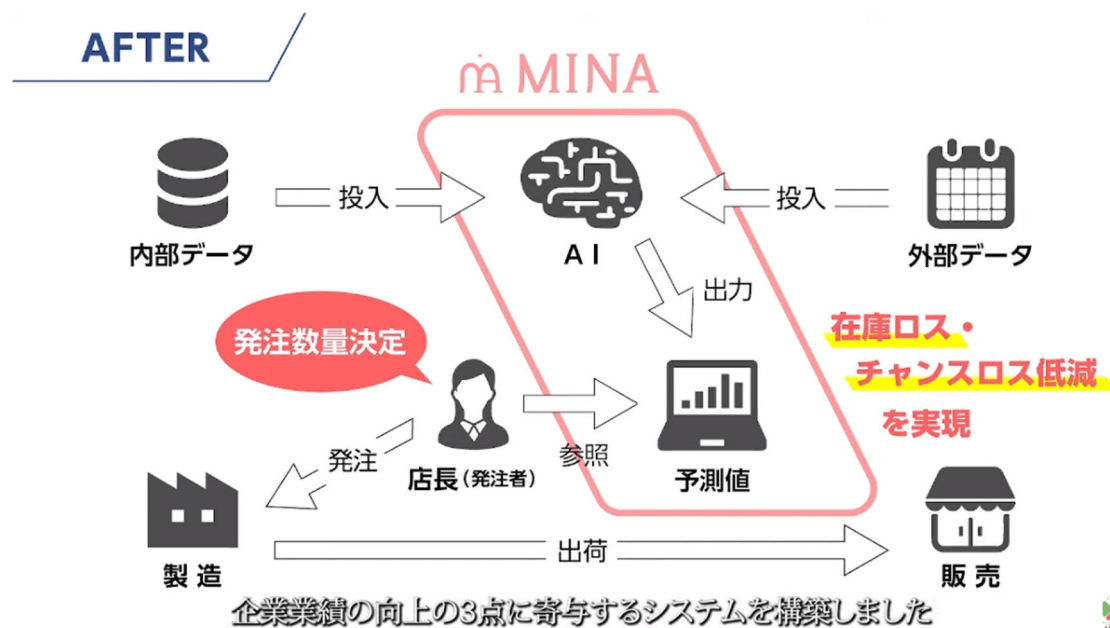 AFTER
MINA
投入
投入
内部データ
AI
外部データ
出力
発注数量決定
在庫ロス・
チャンスロス低減
を実現
発注
参照
店長(発注者)
予測値
出荷
製造
販売
企業業績の向上の3点に寄与するシステムを構築しました